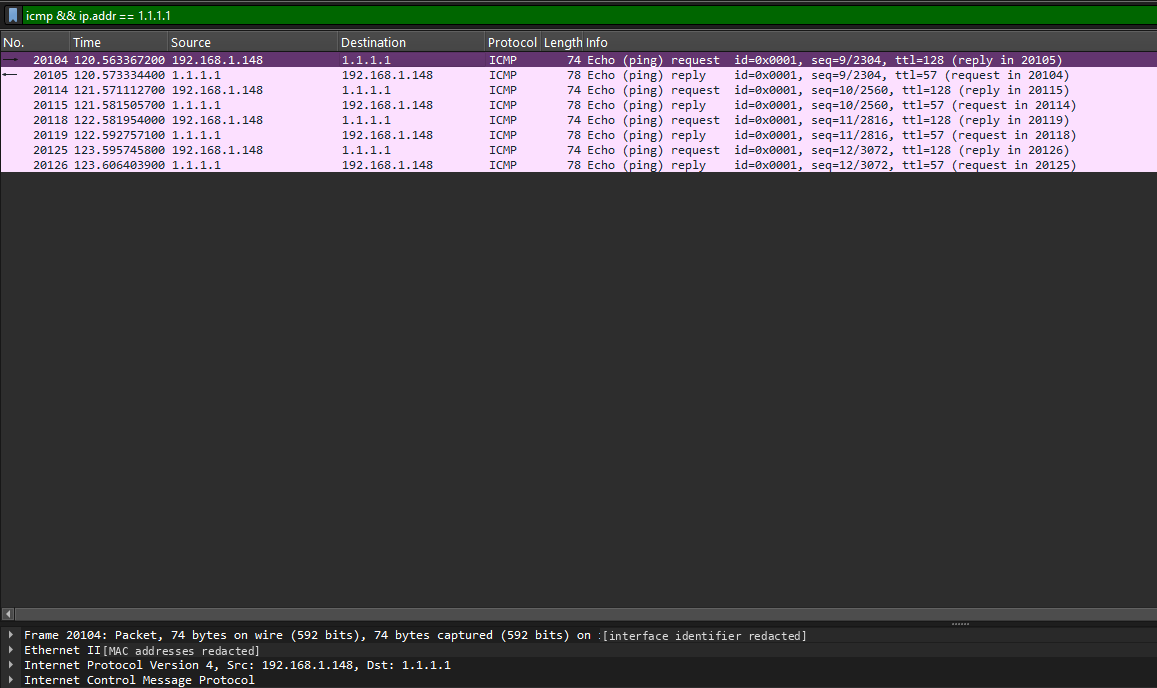 icmp && ip.addr == 1.1.1.1
No. Time Source Destination Protocol Length Info
20104 120.563367200 192.168.1.148 1.1.1.1 ICMP 74 Echo (ping) request id=0x0001, seq=9/2304, ttl=128 (reply in 20105)
20105 120.573334400 1.1.1.1 192.168.1.148 ICMP 78 Echo (ping) reply id=0x0001, seq=9/2304, ttl=57 (request in 20104)
20114 121.571112700 192.168.1.148 1.1.1.1 ICMP 74 Echo (ping) request id=0x0001, seq=10/2560, ttl=128 (reply in 20115)
20115 121.581505700 1.1.1.1 192.168.1.148 ICMP 78 Echo (ping) reply id=0x0001, seq=10/2560, ttl=57 (request in 20114)
20118 122.581954000 192.168.1.148 1.1.1.1 ICMP 74 Echo (ping) request id=0x0001, seq=11/2816, ttl=128 (reply in 20119)
20119 122.592757100 1.1.1.1 192.168.1.148 ICMP 78 Echo (ping) reply id=0x0001, seq=11/2816, ttl=57 (request in 20118)
20125 123.595745800 192.168.1.148 1.1.1.1 ICMP 74 Echo (ping) request id=0x0001, seq=12/3072, ttl=128 (reply in 20126)
20126 123.606403900 1.1.1.1 192.168.1.148 ICMP 78 Echo (ping) reply id=0x0001, seq=12/3072, ttl=57 (request in 20125)
Frame 20104: Packet, 74 bytes on wire (592 bits), 74 bytes captured (592 bits) on :[interface identifier redacted]
Ethernet II[MAC addresses redacted]
Internet Protocol Version 4, Src: 192.168.1.148, Dst: 1.1.1.1
Internet Control Message Protocol